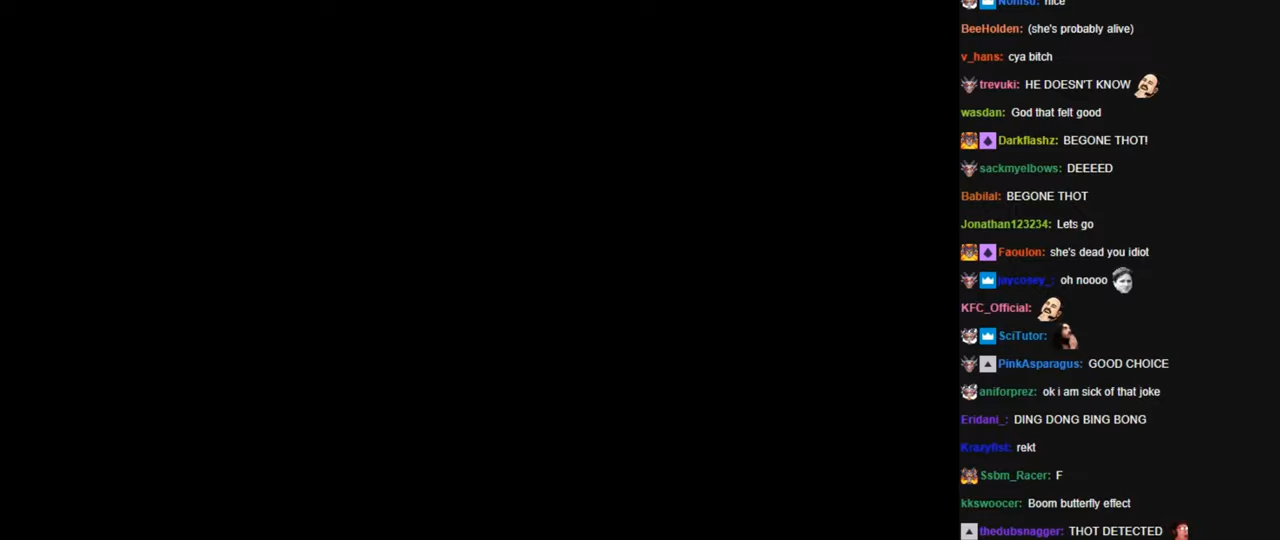 Nomsu: nice
BeeHolden: (she's probably alive)
v_hans: cya bitch
trevuki: HE DOESN'T KNOW
wasdan: God that felt good
Darkflashz: BEGONE THOT!
sackmyelbows: DEEEED
Babilal: BEGONE THOT
Jonathan123234: Lets go
Faoulon: she's dead you idiot
jaycosey_: oh noooo
KFC_Official:
SciTutor:
PinkAsparagus: GOOD CHOICE
aniforprez: ok i am sick of that joke
Eridani_: DING DONG BING BONG
Krazyfist: rekt
Ssbm_Racer: F
kkswoocer: Boom butterfly effect
thedubsnagger: THOT DETECTED